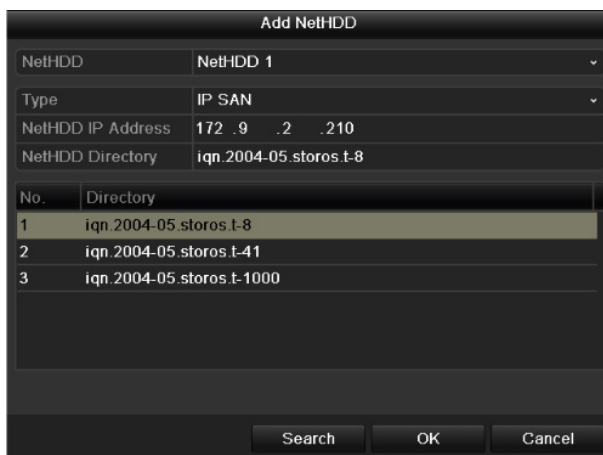 Add NetHDD
NetHDD NetHDD 1
Type IP SAN
NetHDD IP Address 172 .9 .2 .210
NetHDD Directory iqn.2004-05.storos.t-8
No. Directory
1 iqn.2004-05.storos.t-8
2 iqn.2004-05.storos.t-41
3 iqn.2004-05.storos.t-1000
Search OK Cancel